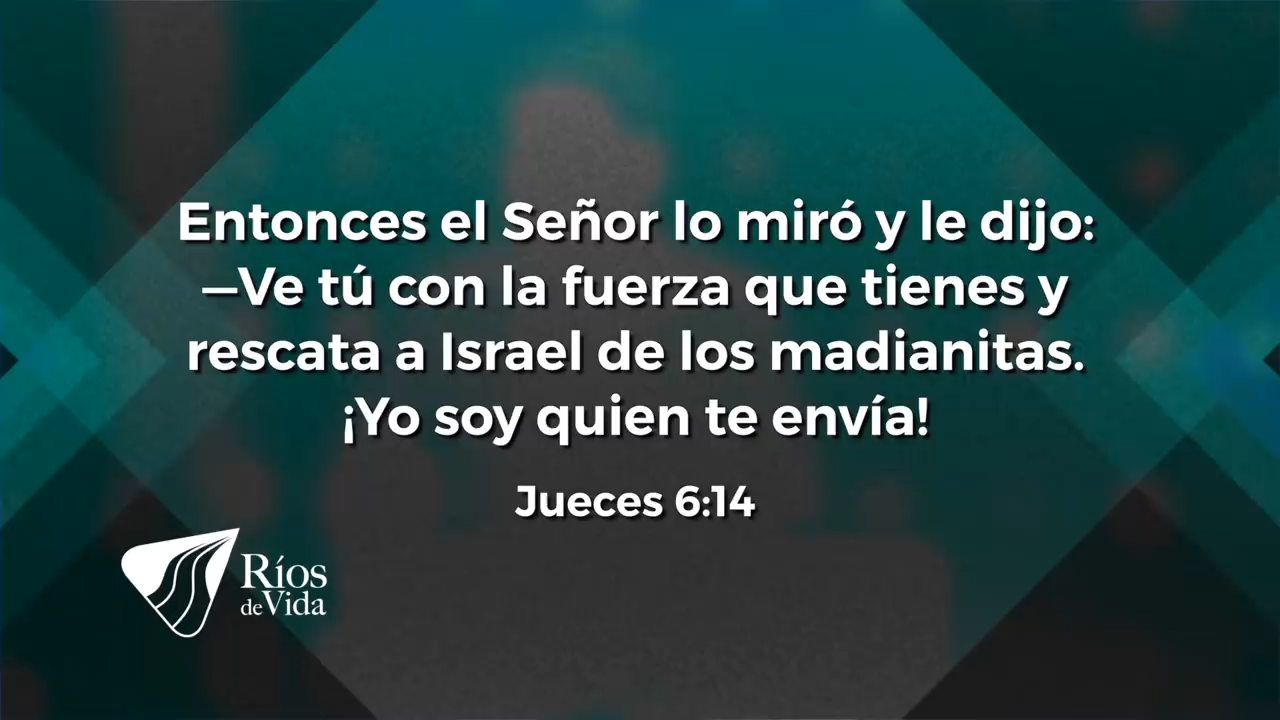 Entonces el Señor lo miró y le dijo:
—Ve tú con la fuerza que tienes y
rescata a Israel de los madianitas.
¡Yo soy quien te envía!
Jueces 6:14
Ríos
de Vida